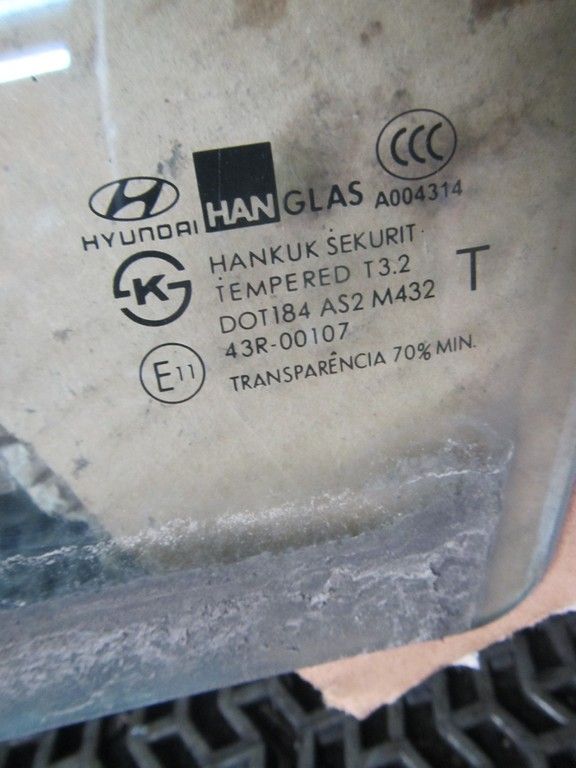 CCC
HYUNDAI HANGLAS A004314
HANKUK SEKURIT
TEMPERED T3.2 T
DOT184 AS2 M432
43R-00107
E11 TRANSPARÊNCIA 70% MIN.